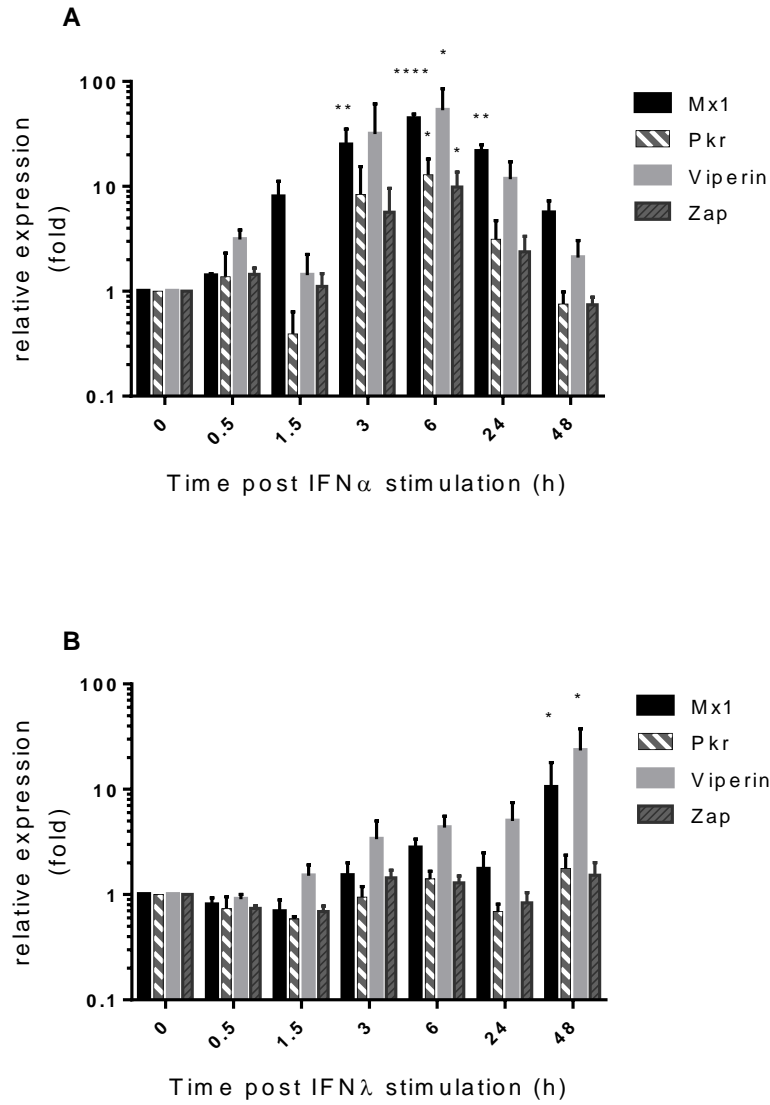 A
* * * * *
* * * * * *
100
10
1
0.1
relative expression
(fold)
0
0.5
1.5
3
6
24
48
Time post IFNα stimulation (h)
Mx1
Pkr
Viperin
Zap
B
* *
100
10
1
0.1
relative expression
(fold)
0
0.5
1.5
3
6
24
48
Time post IFNλ stimulation (h)
Mx1
Pkr
Viperin
Zap